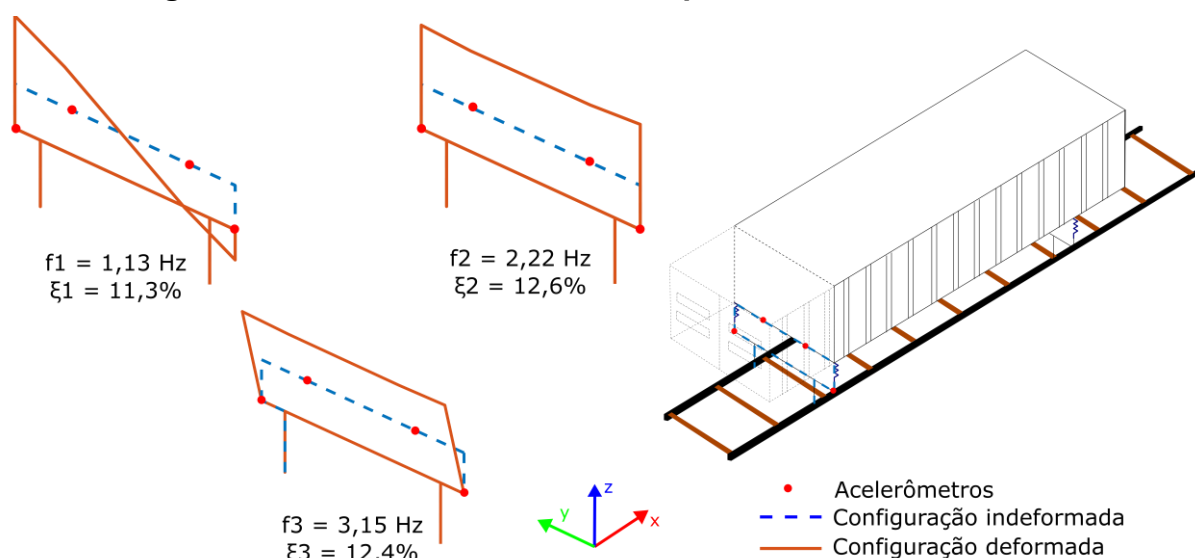 f1 = 1,13 Hz
ξ1 = 11,3%
f2 = 2,22 Hz
ξ2 = 12,6%
f3 = 3,15 Hz
ξ3 = 12,4%
z
y
x
Acelerômetros
Configuração indeformada
Configuração deformada